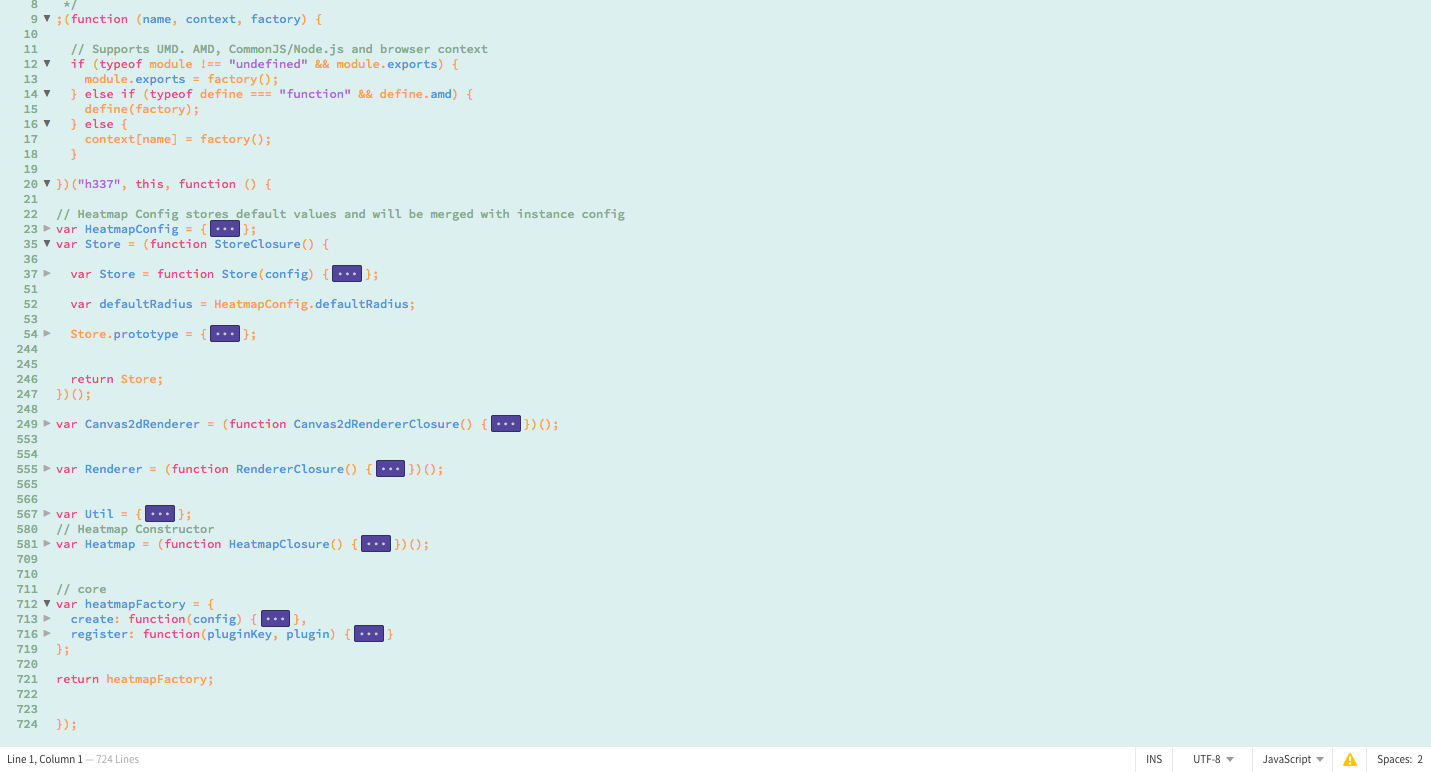 8 */
9 ▼ ;(function (name, context, factory) {
10
11 // Supports UMD. AMD, CommonJS/Node.js and browser context
12 ▼ if (typeof module !== "undefined" && module.exports) {
13 module.exports = factory();
14 ▼ } else if (typeof define === "function" && define.amd) {
15 define(factory);
16 ▼ } else {
17 context[name] = factory();
18 }
19
20 ▼ })("h337", this, function () {
21
22 // Heatmap Config stores default values and will be merged with instance config
23 ▶ var HeatmapConfig = {•••};
35 ▼ var Store = (function StoreClosure() {
36
37 ▶ var Store = function Store(config) {•••};
51
52 var defaultRadius = HeatmapConfig.defaultRadius;
53
54 ▶ Store.prototype = {•••};
244
245
246 return Store;
247 })();
248
249 ▶ var Canvas2dRenderer = (function Canvas2dRendererClosure() {•••})();
553
554
555 ▶ var Renderer = (function RendererClosure() {•••})();
565
566
567 ▶ var Util = {•••};
580 // Heatmap Constructor
581 ▶ var Heatmap = (function HeatmapClosure() {•••})();
709
710
711 // core
712 ▼ var heatmapFactory = {
713 ▶ create: function(config) {•••},
716 ▶ register: function(pluginKey, plugin) {•••}
719 };
720
721 return heatmapFactory;
722
723
724 });
Line 1, Column 1 — 724 Lines INS UTF-8 ▼ JavaScript ▼ Spaces: 2